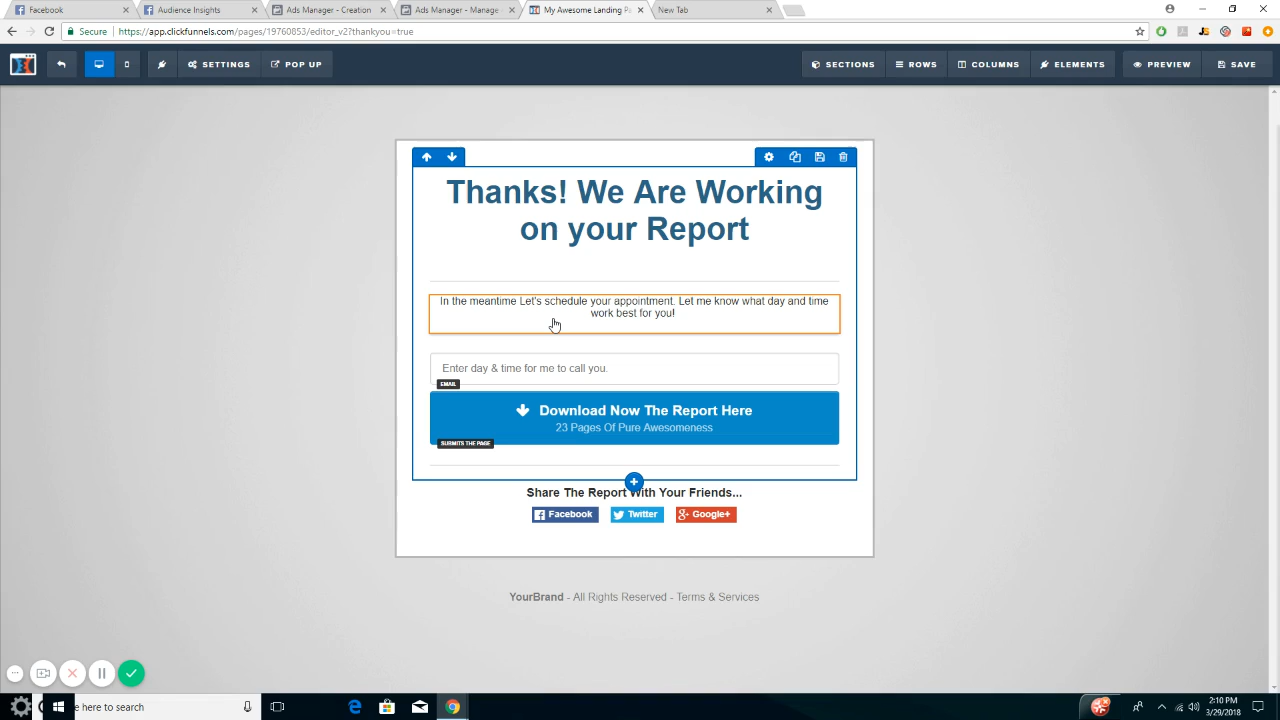 Facebook
Audience Insights
Ads Manager - Creation
Ads Manager - Manage
My Awesome Landing Pa
New Tab
Secure
https://app.clickfunnels.com/pages/19760853/editor_v2?thankyou=true
SETTINGS
POP UP
SECTIONS
ROWS
COLUMNS
ELEMENTS
PREVIEW
SAVE
Thanks! We Are Working
on your Report
In the meantime Let's schedule your appointment. Let me know what day and time
work best for you!
Enter day & time for me to call you.
EMAIL
Download Now The Report Here
23 Pages Of Pure Awesomeness
SUBMITS THE PAGE
Share The Report With Your Friends...
Facebook
Twitter
Google+
YourBrand - All Rights Reserved - Terms & Services
e here to search
2:10 PM
3/29/2018